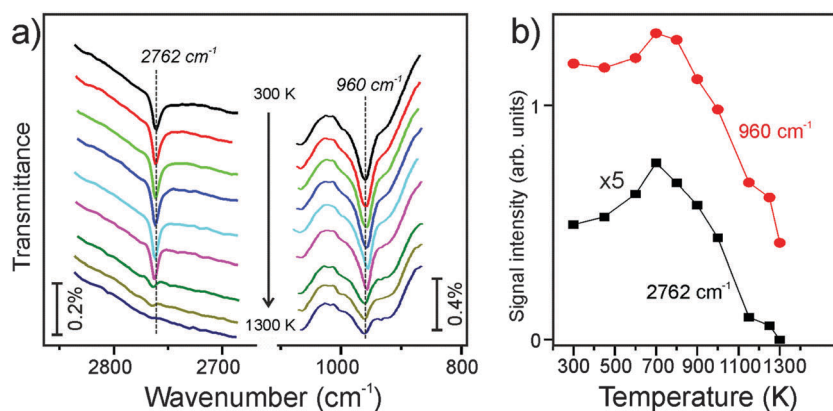 a)
2762 cm⁻¹
960 cm⁻¹
300 K
1300 K
0.2%
0.4%
Transmittance
2800
2700
1000
800
Wavenumber (cm⁻¹)
b)
Signal intensity (arb. units)
1
0
960 cm⁻¹
x5
2762 cm⁻¹
300 500 700 900 1100 1300
Temperature (K)